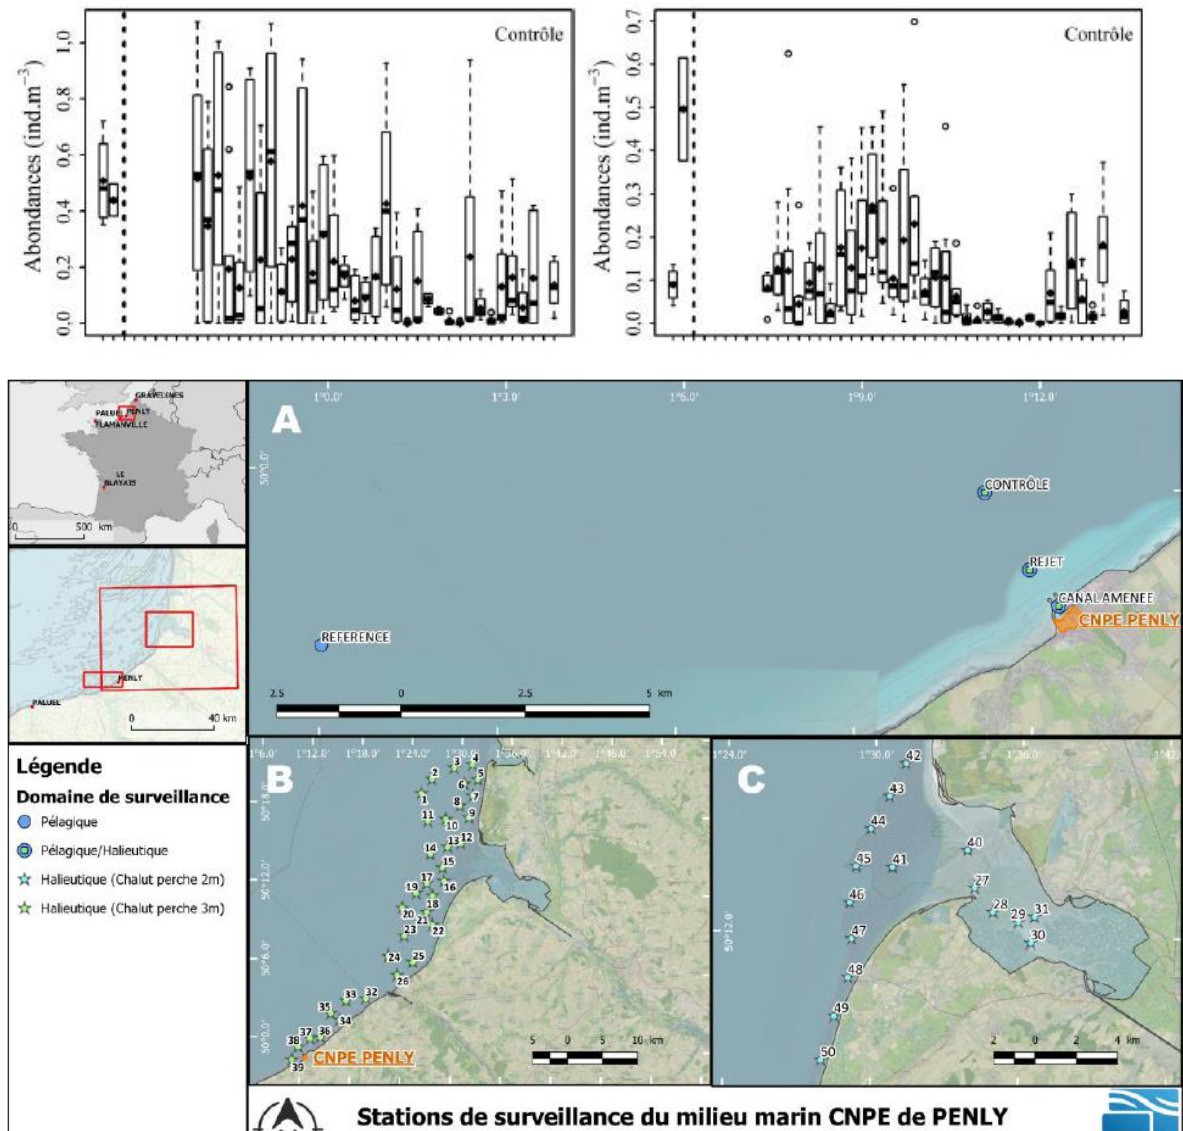 Abondances (ind.m⁻³)
Contrôle
0,0 0,2 0,4 0,6 0,8 1,0
Abondances (ind.m⁻³)
Contrôle
0,0 0,1 0,2 0,3 0,4 0,5 0,6 0,7
GRAVELINES
PALUEL PENLY
FLAMANVILLE
LE
BLAYAIS
0 500 km
PENLY
PALUEL
0 40 km
Légende
Domaine de surveillance
Pélagique
Pélagique/Halieutique
Halieutique (Chalut perche 2m)
Halieutique (Chalut perche 3m)
A
1°0.0' 1°3.0' 1°6.0' 1°9.0' 1°12.0'
50°0.0'
CONTRÔLE
REJET
CANAL AMENEE
CNPE PENLY
REFERENCE
2.5 0 2.5 5 km
B
1°6.0' 1°12.0' 1°18.0' 1°24.0' 1°30.0' 1°36.0' 1°42.0' 1°48.0' 1°54.0'
50°18.0'
50°12.0'
50°6.0'
50°0.0'
1 2 3 4 5 6 7 8 9 10 11 12 13 14 15 16 17 18 19 20 21 22 23 24 25 26 32 33 34 35 36 37 38 39
CNPE PENLY
5 0 5 10 km
C
1°24.0' 1°30.0' 1°36.0' 1°42.0'
50°12.0'
42 43 44 45 41 40 46 27 28 29 31 30 47 48 49 50
2 0 2 4 km
Stations de surveillance du milieu marin CNPE de PENLY